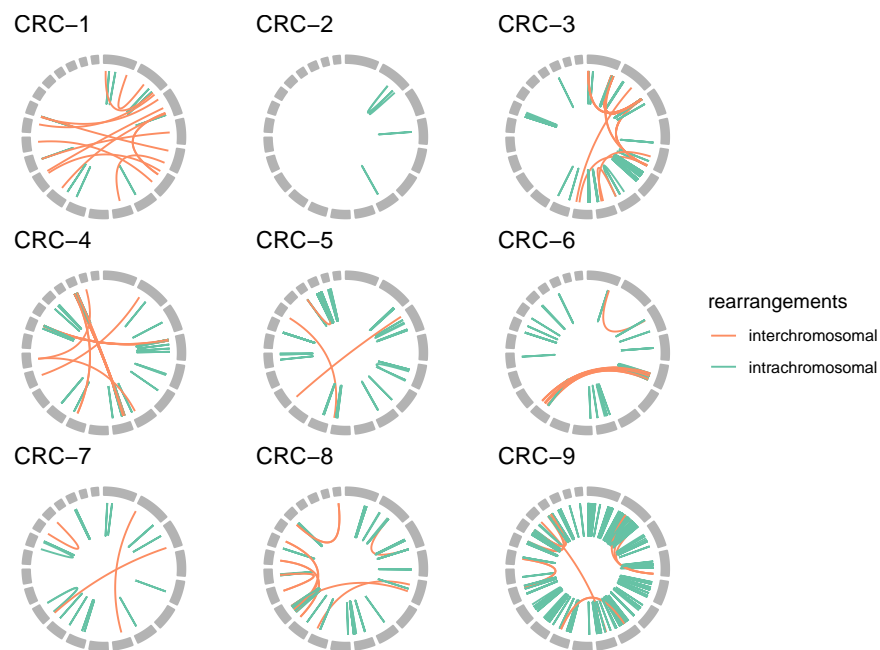 CRC−1
CRC−2
CRC−3
CRC−4
CRC−5
CRC−6
rearrangements
interchromosomal
intrachromosomal
CRC−7
CRC−8
CRC−9